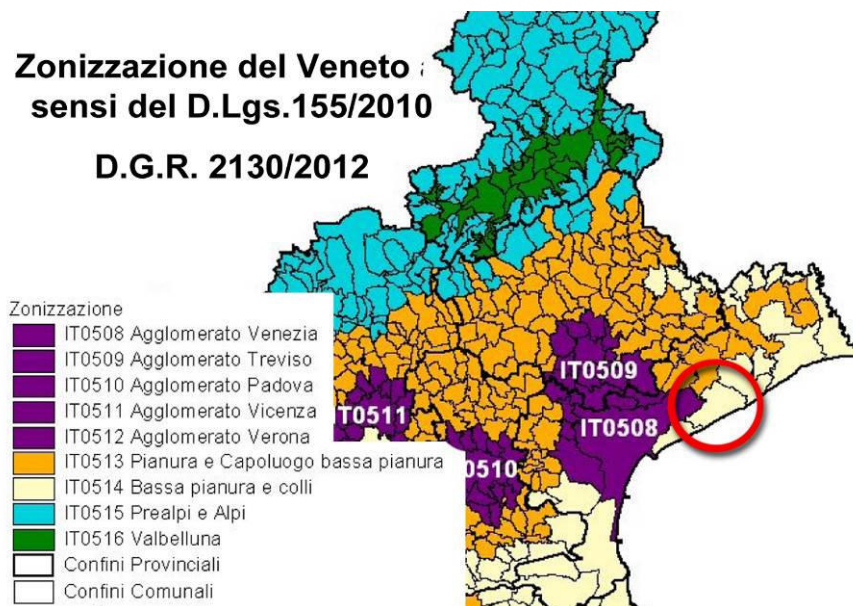 Zonizzazione del Veneto
sensi del D.Lgs.155/2010
D.G.R. 2130/2012
Zonizzazione
IT0508 Agglomerato Venezia
IT0509 Agglomerato Treviso
IT0510 Agglomerato Padova
IT0511 Agglomerato Vicenza
IT0512 Agglomerato Verona
IT0513 Pianura e Capoluogo bassa pianura
IT0514 Bassa pianura e colli
IT0515 Prealpi e Alpi
IT0516 Valbelluna
Confini Provinciali
Confini Comunali
IT0509
IT0511
IT0508
0510